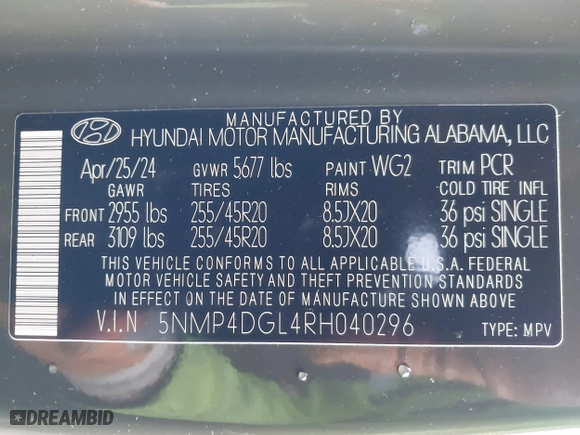 MANUFACTURED BY
HYUNDAI MOTOR MANUFACTURING ALABAMA, LLC
Apr/25/24 GVWR 5677 lbs PAINT WG2 TRIM PCR
GAWR TIRES RIMS COLD TIRE INFL
FRONT 2955 lbs 255/45R20 8.5JX20 36 psi SINGLE
REAR 3109 lbs 255/45R20 8.5JX20 36 psi SINGLE
THIS VEHICLE CONFORMS TO ALL APPLICABLE U.S.A. FEDERAL
MOTOR VEHICLE SAFETY AND THEFT PREVENTION STANDARDS
IN EFFECT ON THE DATE OF MANUFACTURE SHOWN ABOVE.
V.I.N 5NMP4DGL4RH040296 TYPE: MPV
DREAMBID